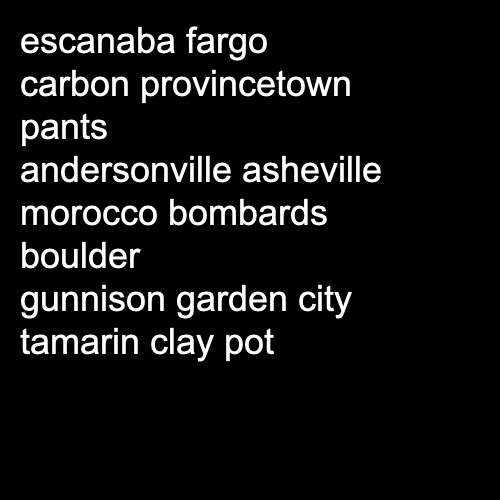 escanaba fargo
carbon provincetown
pants
andersonville asheville
morocco bombards
boulder
gunnison garden city
tamarin clay pot